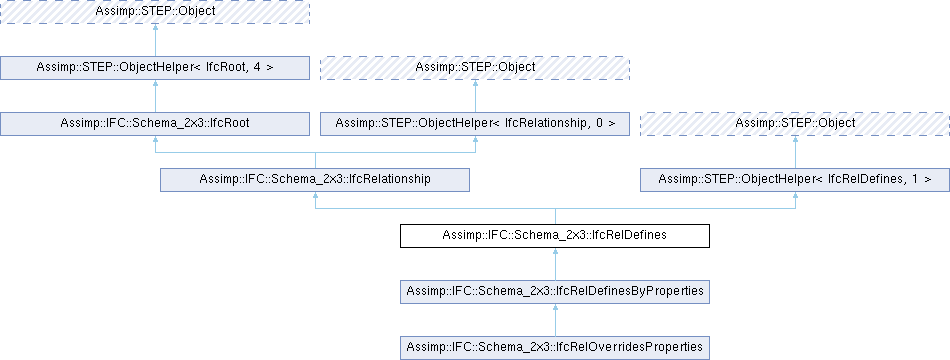 Assimp::STEP::Object
Assimp::STEP::ObjectHelper< IfcRoot, 4 >
Assimp::STEP::Object
Assimp::IFC::Schema_2x3::IfcRoot
Assimp::STEP::ObjectHelper< IfcRelationship, 0 >
Assimp::STEP::Object
Assimp::IFC::Schema_2x3::IfcRelationship
Assimp::STEP::ObjectHelper< IfcRelDefines, 1 >
Assimp::IFC::Schema_2x3::IfcRelDefines
Assimp::IFC::Schema_2x3::IfcRelDefinesByProperties
Assimp::IFC::Schema_2x3::IfcRelOverridesProperties